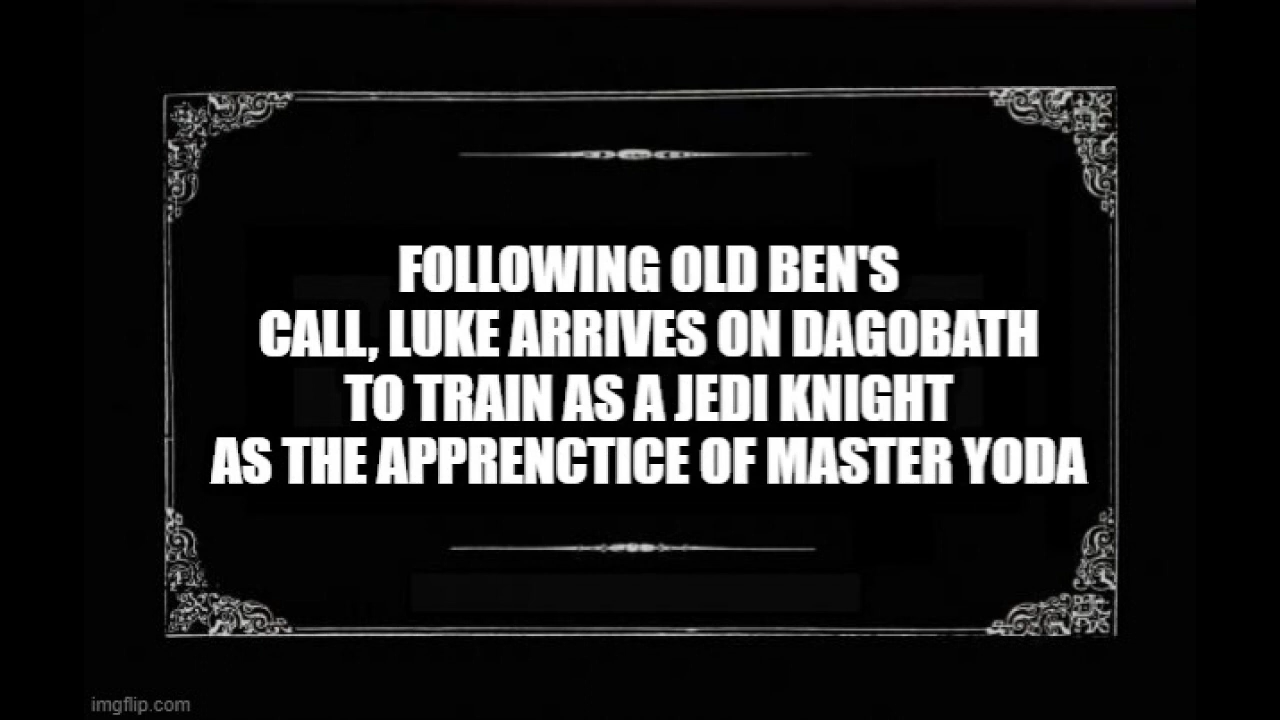 FOLLOWING OLD BEN'S
CALL, LUKE ARRIVES ON DAGOBATH
TO TRAIN AS A JEDI KNIGHT
AS THE APPRENCTICE OF MASTER YODA
imgflip.com